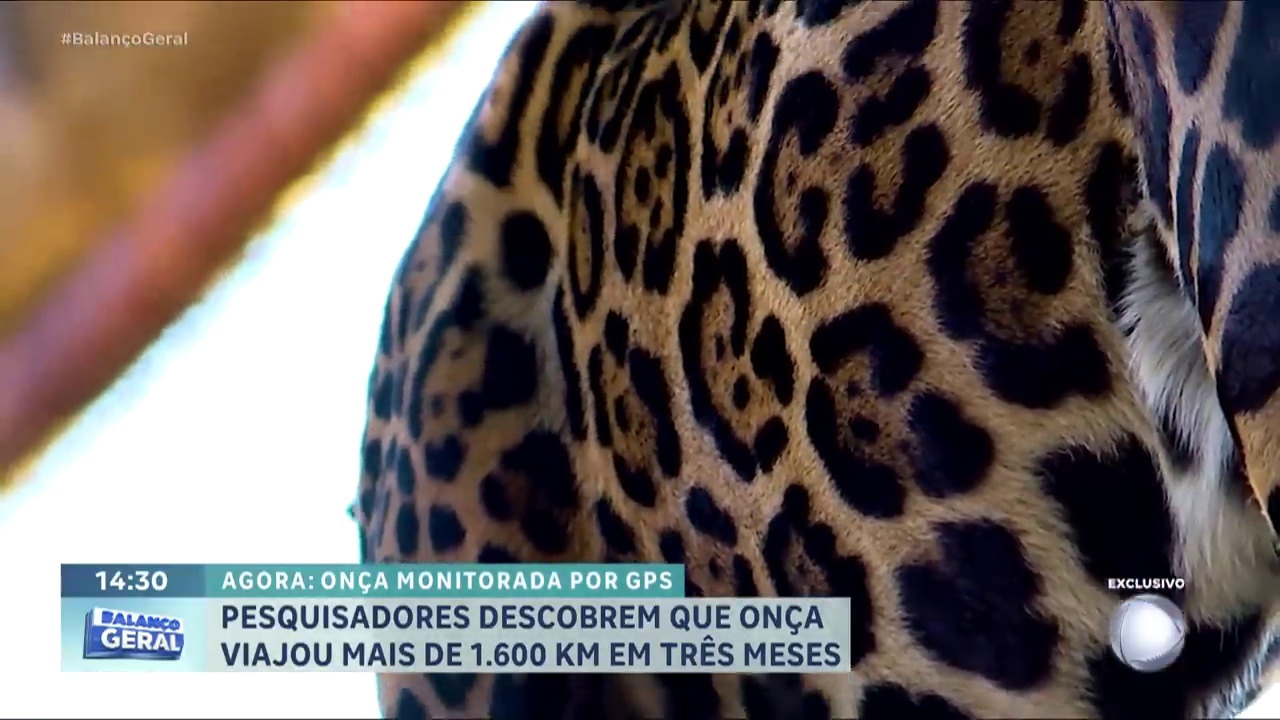 #BalançoGeral
EXCLUSIVO
14:30
AGORA: ONÇA MONITORADA POR GPS
BALANÇO
GERAL
PESQUISADORES DESCOBREM QUE ONÇA
VIAJOU MAIS DE 1.600 KM EM TRÊS MESES